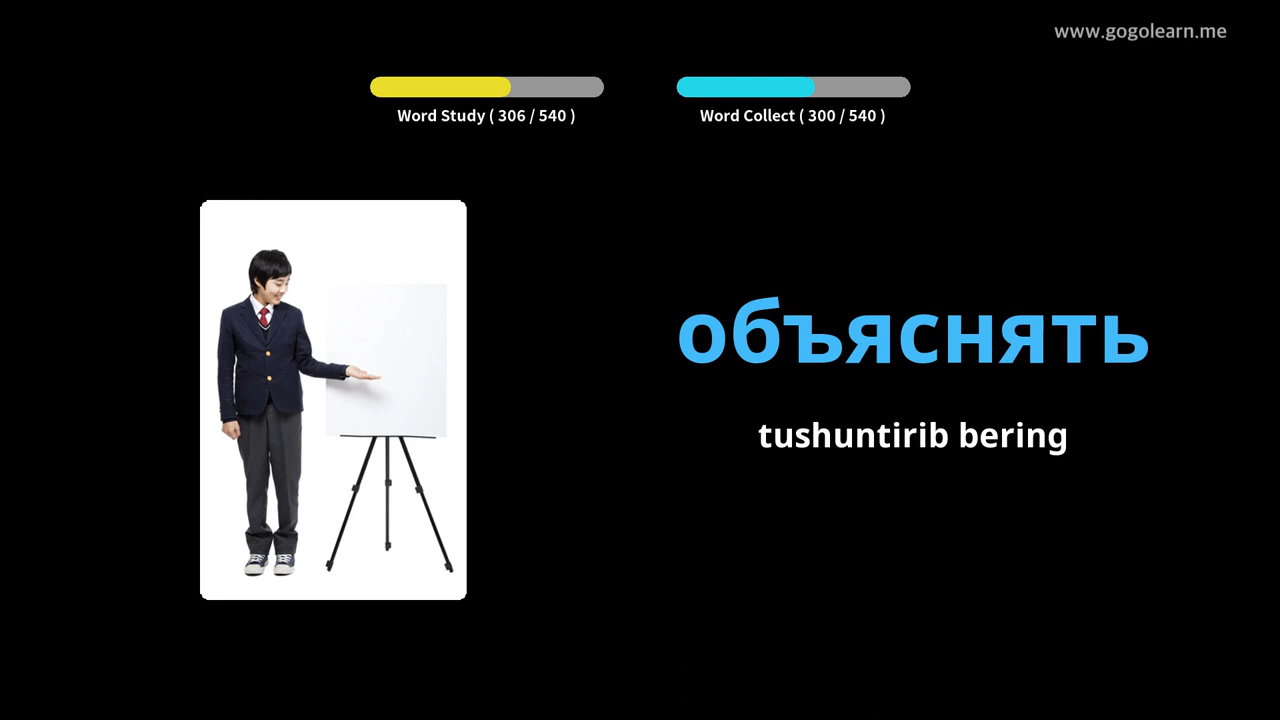 www.gogolearn.me
Word Study ( 306 / 540 )
Word Collect ( 300 / 540 )
объяснять
tushuntirib bering